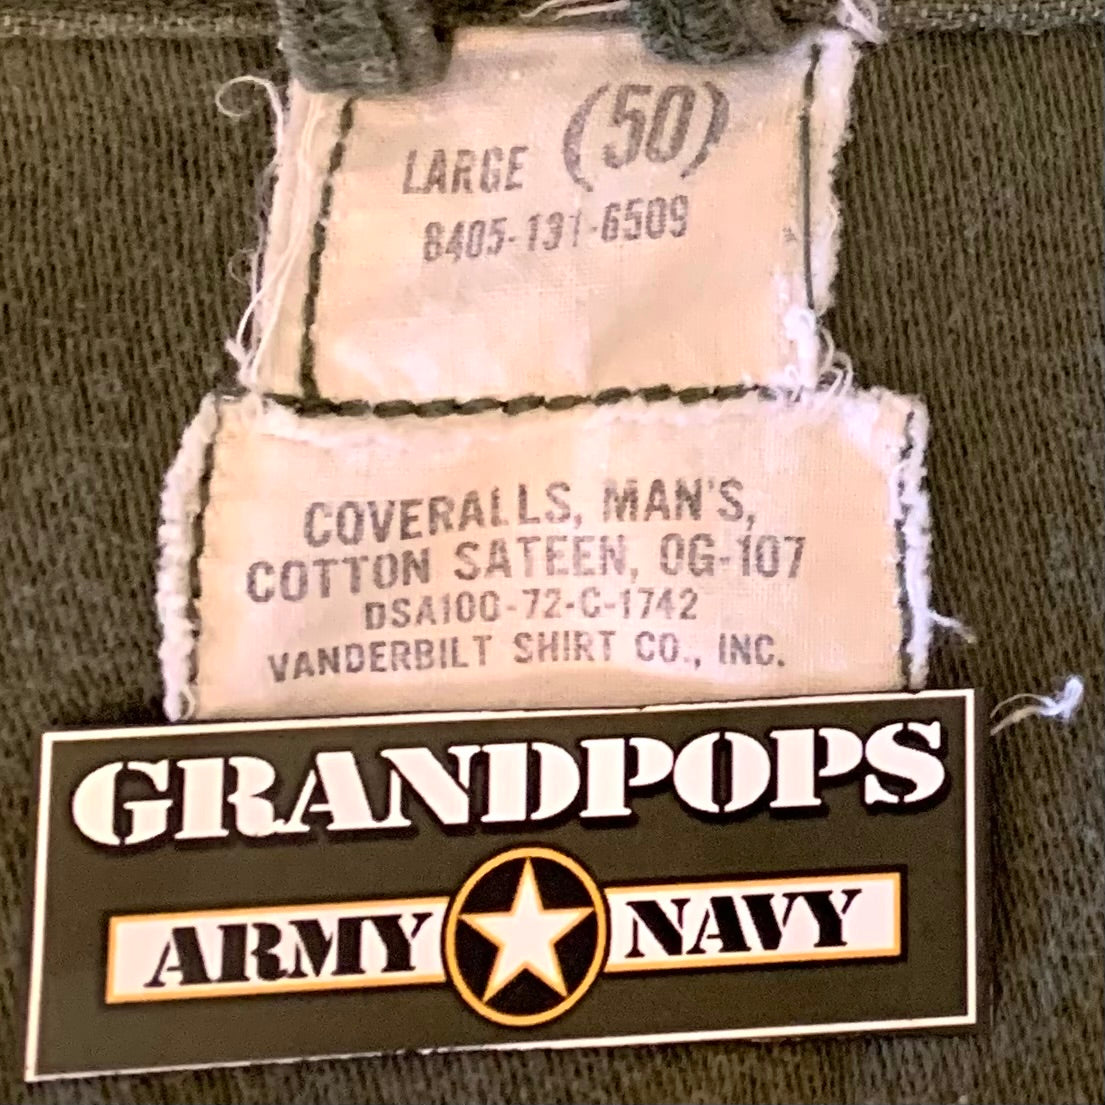 LARGE (50)
8405-131-6509
COVERALLS, MAN'S,
COTTON SATEEN, OG-107
DSA100-72-C-1742
VANDERBILT SHIRT CO., INC.
GRANDPOPS
ARMY NAVY